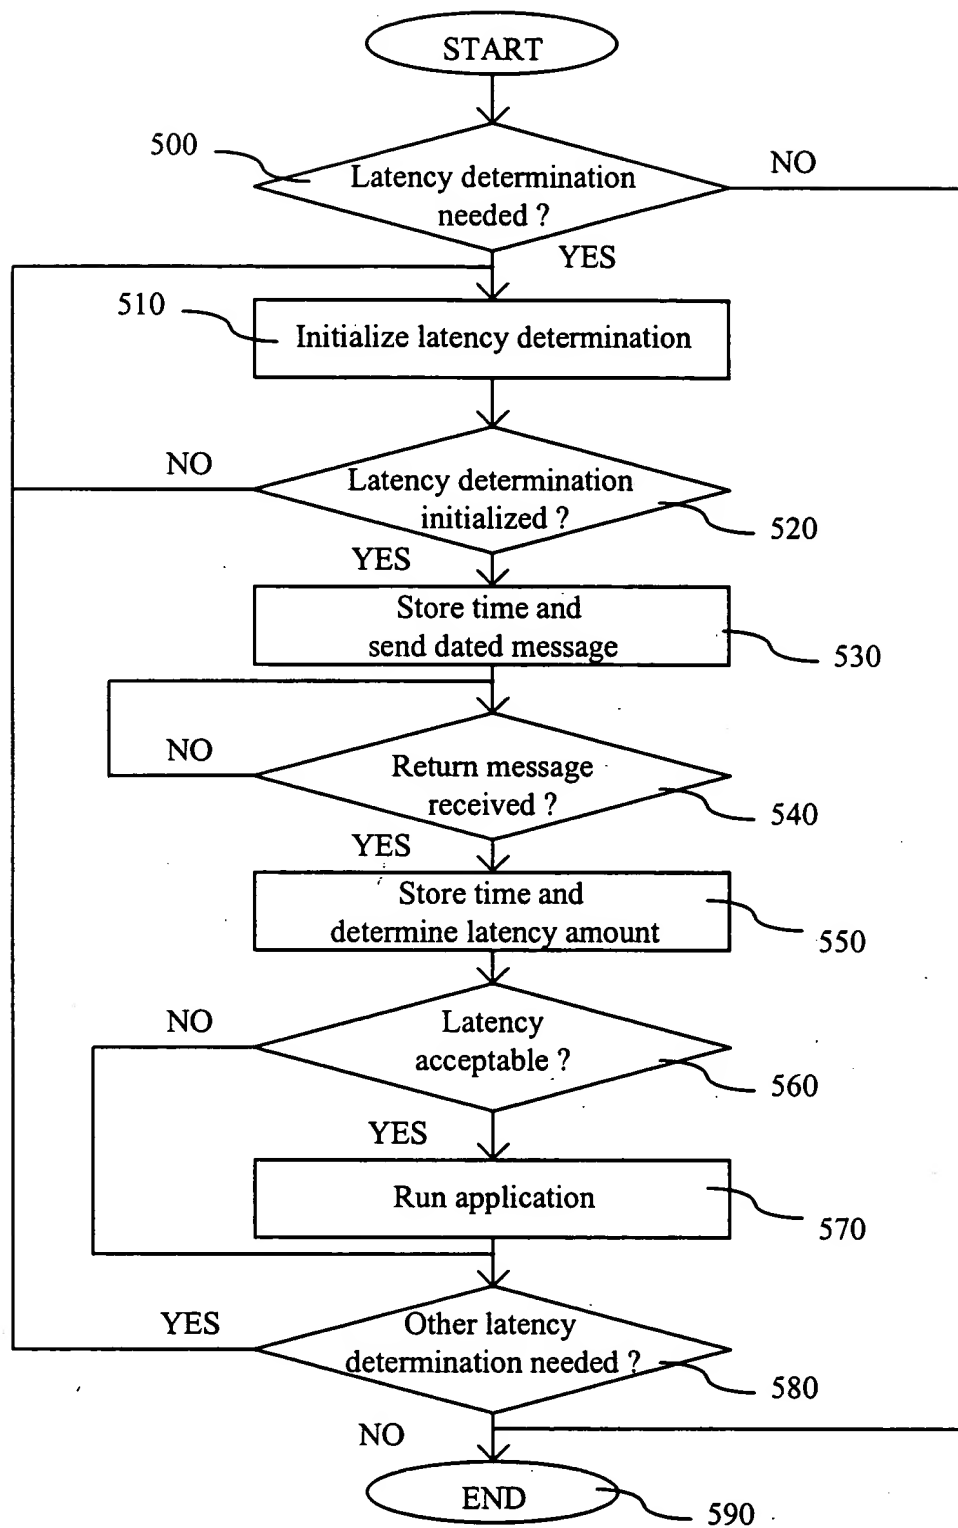 START
500
Latency determination
needed ?
NO
YES
510
Initialize latency determination
NO
Latency determination
initialized ?
520
YES
Store time and
send dated message
530
NO
Return message
received ?
540
YES
Store time and
determine latency amount
550
NO
Latency
acceptable ?
560
YES
Run application
570
YES
Other latency
determination needed ?
580
NO
END
590